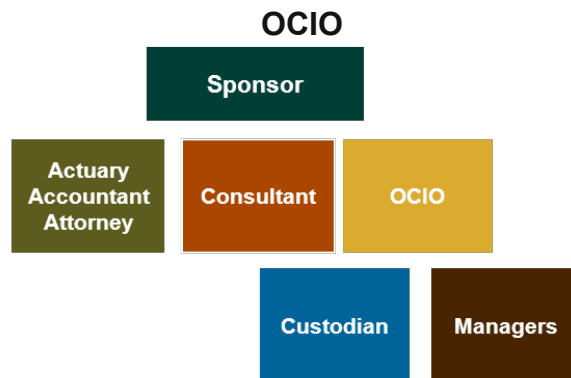 OCIO
Sponsor
Actuary
Accountant
Attorney
Consultant
OCIO
Custodian
Managers